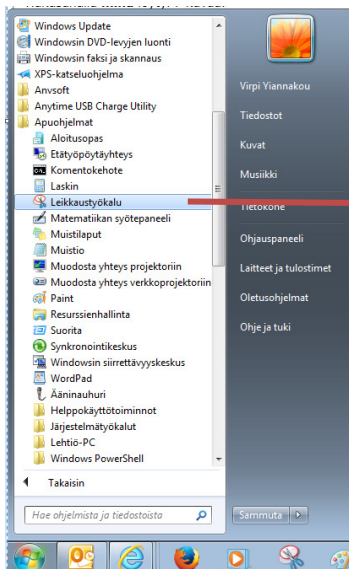 Windows Update
Windowsin DVD-levyjen luonti
Windowsin faksi ja skannaus
XPS-katseluohjelma
Anvsoft
Anytime USB Charge Utility
Apuohjelmat
Aloitusopas
Etätyöpöytäyhteys
Komentokehote
Laskin
Leikkaustyökalu
Matematiikan syötepaneeli
Muistilaput
Muistio
Muodosta yhteys projektoriin
Muodosta yhteys verkkoprojektoriin
Paint
Resurssienhallinta
Suorita
Synkronointikeskus
Windowsin siirrettävyyskeskus
WordPad
Ääninauhuri
Helppokäyttötoiminnot
Järjestelmätyökalut
Lehtiö-PC
Windows PowerShell
Takaisin
Hae ohjelmista ja tiedostoista
Virpi Yiannakou
Tiedostot
Kuvat
Musiikki
Tietokone
Ohjauspaneeli
Laitteet ja tulostimet
Oletusohjelmat
Ohje ja tuki
Sammuta